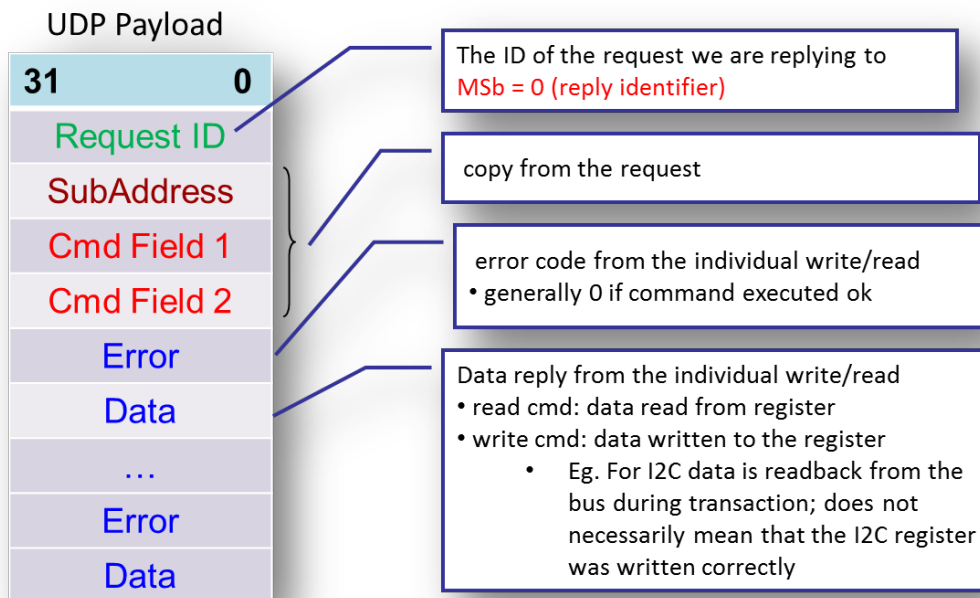 UDP Payload
31 0
Request ID
SubAddress
Cmd Field 1
Cmd Field 2
Error
Data
...
Error
Data
The ID of the request we are replying to
MSb = 0 (reply identifier)
copy from the request
error code from the individual write/read
• generally 0 if command executed ok
Data reply from the individual write/read
• read cmd: data read from register
• write cmd: data written to the register
• Eg. For I2C data is readback from the
bus during transaction; does not
necessarily mean that the I2C register
was written correctly